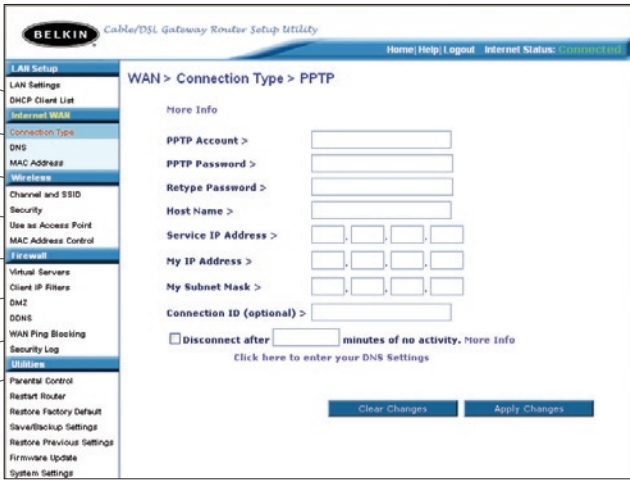 BELKIN
Cable/DSL Gateway Router Setup Utility
Home| Help| Logout Internet Status: Connected
LAN Setup
LAN Settings
DHCP Client List
Internet WAN
Connection Type
DNS
MAC Address
Wireless
Channel and SSID
Security
Use as Access Point
MAC Address Control
Firewall
Virtual Servers
Client IP Filters
DMZ
DDNS
WAN Ping Blocking
Security Log
Utilities
Parental Control
Restart Router
Restore Factory Default
Save/Backup Settings
Restore Previous Settings
Firmware Update
System Settings
WAN > Connection Type > PPTP
More Info
PPTP Account >
PPTP Password >
Retype Password >
Host Name >
Service IP Address > . . .
My IP Address > . . .
My Subnet Mask > . . .
Connection ID (optional) >
Disconnect after minutes of no activity. More Info
Click here to enter your DNS Settings
Clear Changes Apply Changes